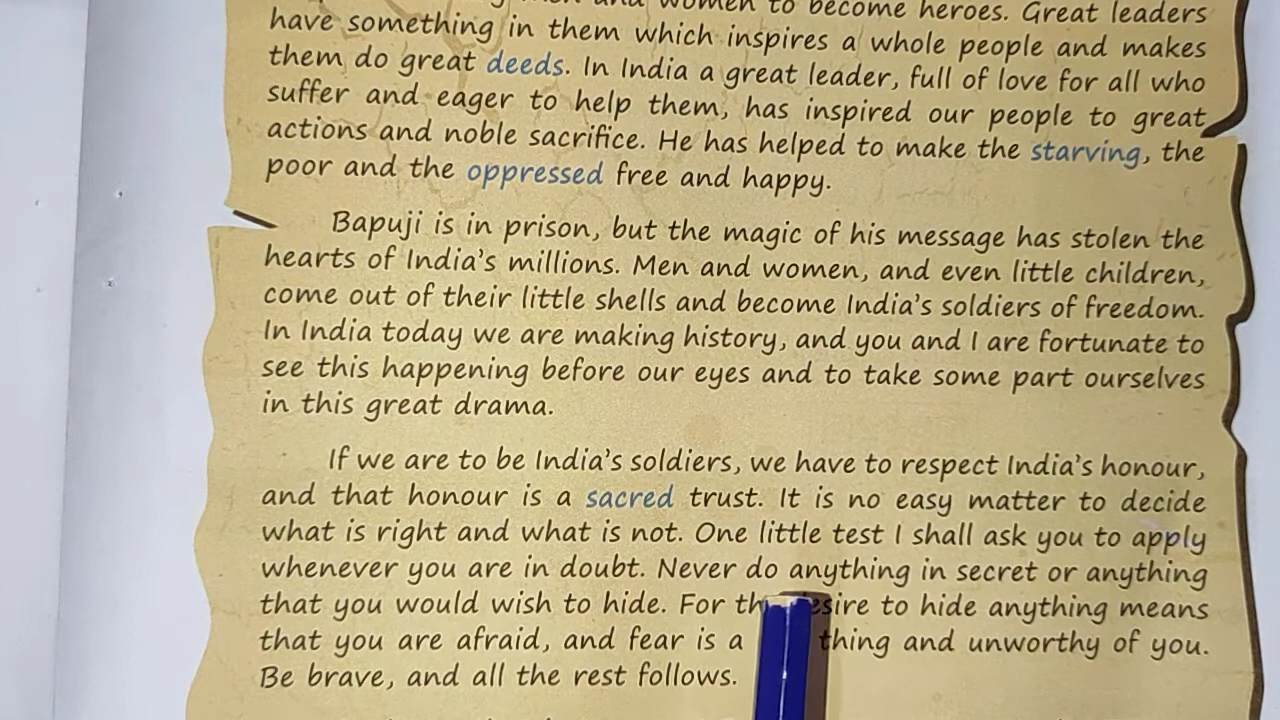 men and women to become heroes. Great leaders
have something in them which inspires a whole people and makes
them do great deeds. In India a great leader, full of love for all who
suffer and eager to help them, has inspired our people to great
actions and noble sacrifice. He has helped to make the starving, the
poor and the oppressed free and happy.
Bapuji is in prison, but the magic of his message has stolen the
hearts of India's millions. Men and women, and even little children,
come out of their little shells and become India's soldiers of freedom.
In India today we are making history, and you and I are fortunate to
see this happening before our eyes and to take some part ourselves
in this great drama.
If we are to be India's soldiers, we have to respect India's honour,
and that honour is a sacred trust. It is no easy matter to decide
what is right and what is not. One little test I shall ask you to apply
whenever you are in doubt. Never do anything in secret or anything
that you would wish to hide. For to hide anything means
that you are afraid, and fear is a thing and unworthy of you.
Be brave, and all the rest follows.